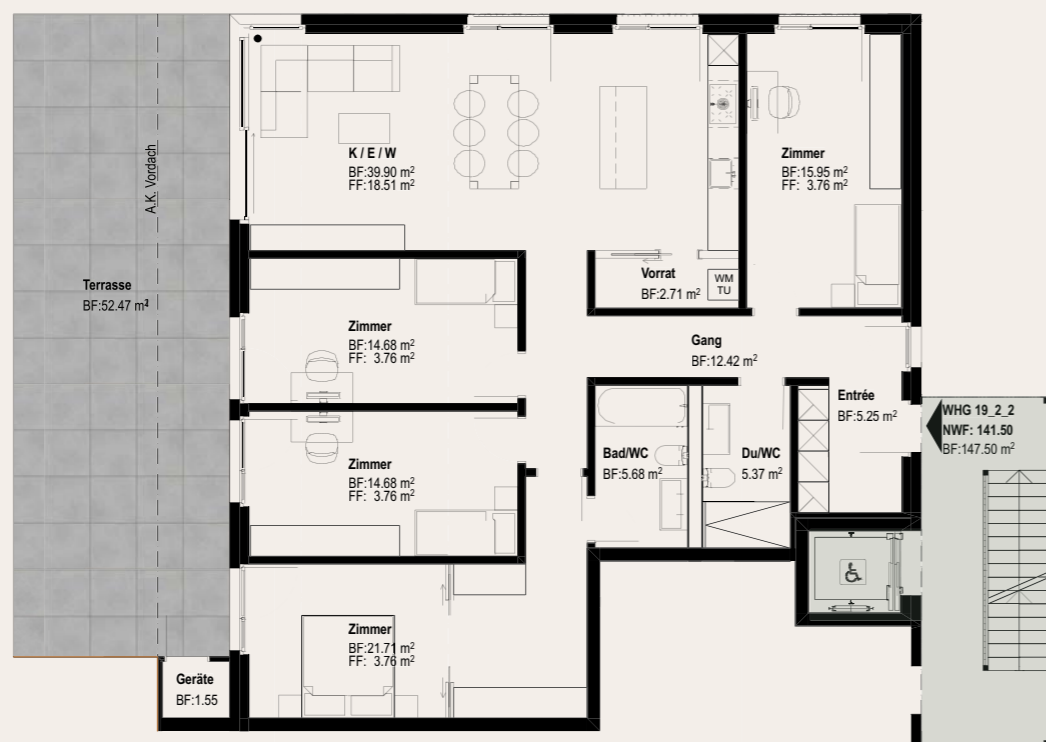 K / E / W
BF:39.90 m²
FF: 18.51 m²
Zimmer
BF:15.95 m²
FF: 3.76 m²
A.K. Vordach
Terrasse
BF:52.47 m²
Vorrat
BF:2.71 m²
WM
TU
Zimmer
BF:14.68 m²
FF: 3.76 m²
Gang
BF:12.42 m²
Entrée
BF:5.25 m²
WHG 19_2_2
NWF: 141.50
BF:147.50 m²
Zimmer
BF:14.68 m²
FF: 3.76 m²
Bad/WC
BF:5.68 m²
Du/WC
5.37 m²
Zimmer
BF:21.71 m²
FF: 3.76 m²
Geräte
BF:1.55